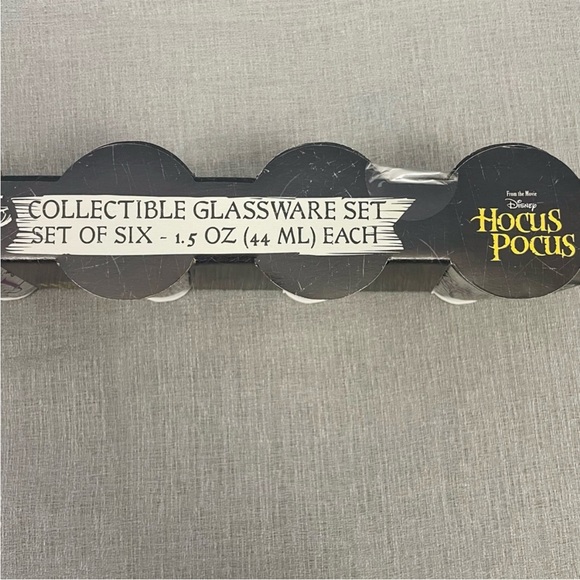 COLLECTIBLE GLASSWARE SET
SET OF SIX - 1.5 OZ (44 ML) EACH
From the Movie
Disney
HOCUS
POCUS